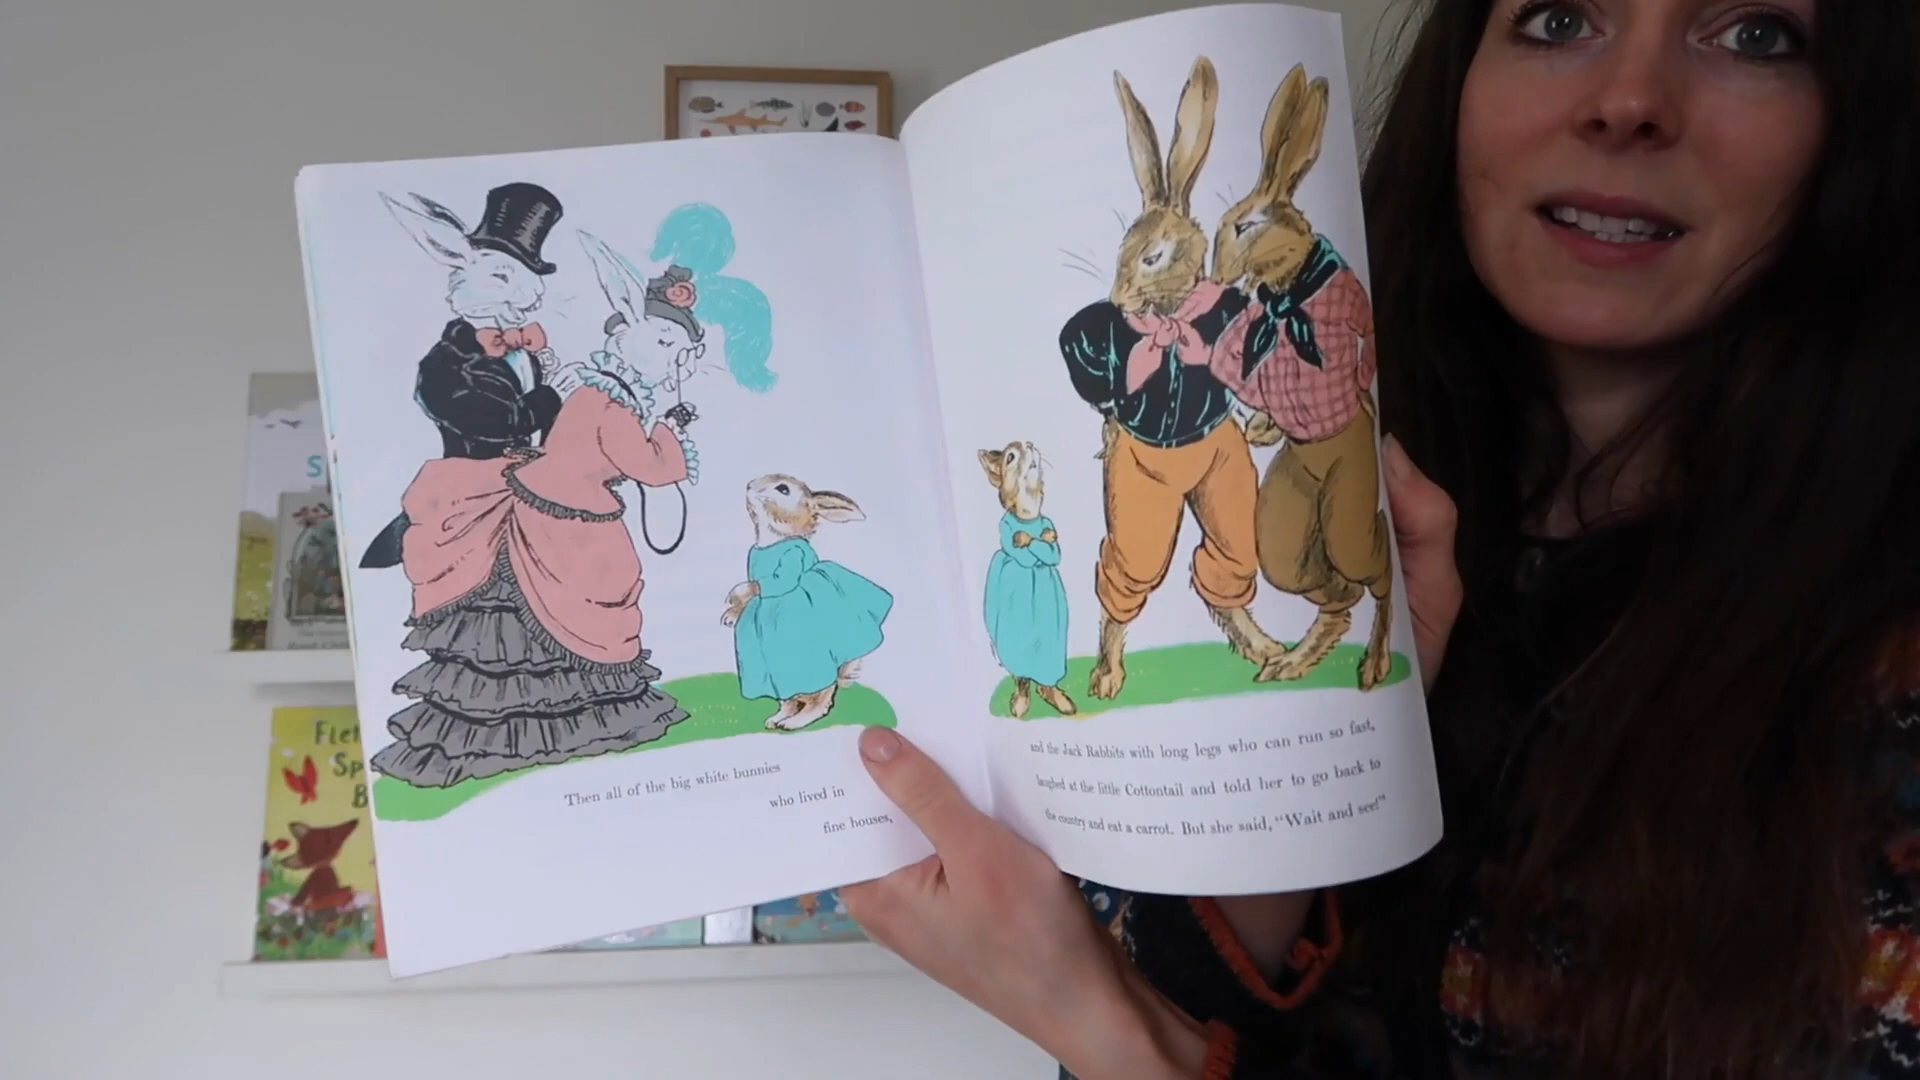 Then all of the big white bunnies
who lived in
fine houses,
and the Jack Rabbits with long legs who can run so fast,
laughed at the little Cottontail and told her to go back to
the country and eat a carrot. But she said, "Wait and see!"